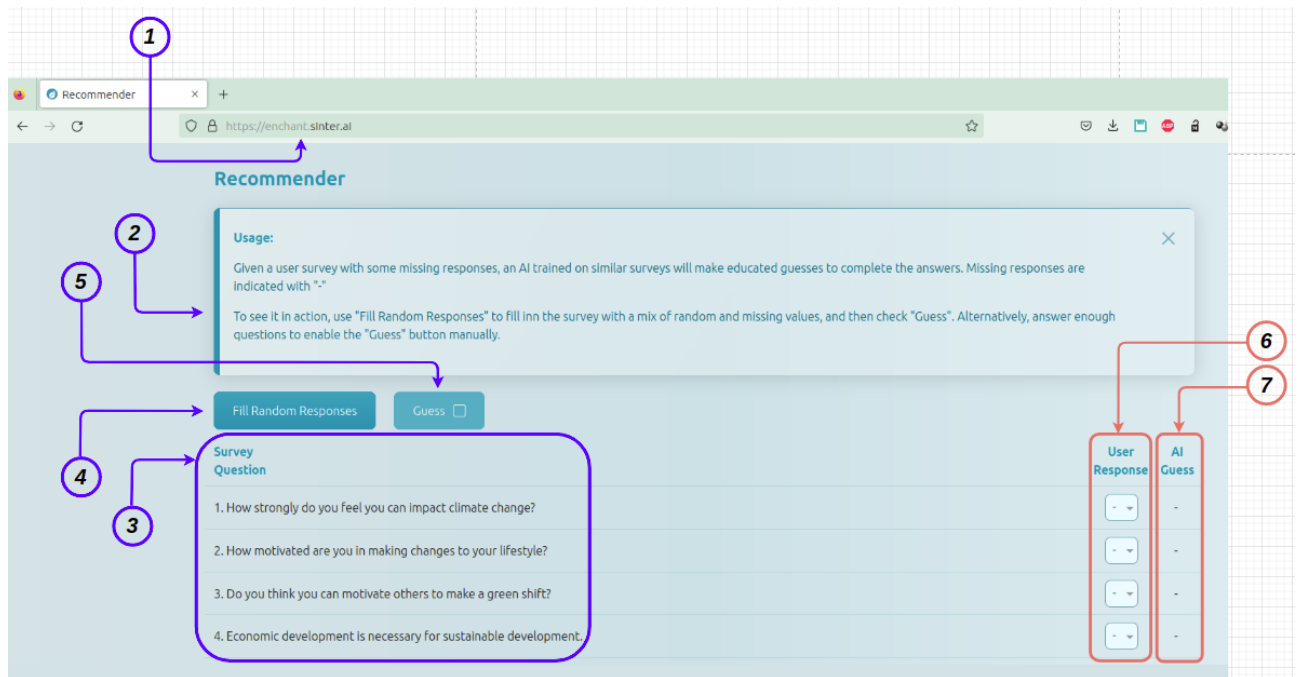 1
Recommender
https://enchant.sinter.ai
ABP
Recommender
2
Usage:
Given a user survey with some missing responses, an AI trained on similar surveys will make educated guesses to complete the answers. Missing responses are
indicated with "-"
5
To see it in action, use "Fill Random Responses" to fill inn the survey with a mix of random and missing values, and then check "Guess". Alternatively, answer enough
questions to enable the "Guess" button manually.
6
7
Fill Random Responses
Guess
4
3
Survey
Question
User
Response
AI
Guess
1. How strongly do you feel you can impact climate change?
- -
2. How motivated are you in making changes to your lifestyle?
- -
3. Do you think you can motivate others to make a green shift?
- -
4. Economic development is necessary for sustainable development.
- -